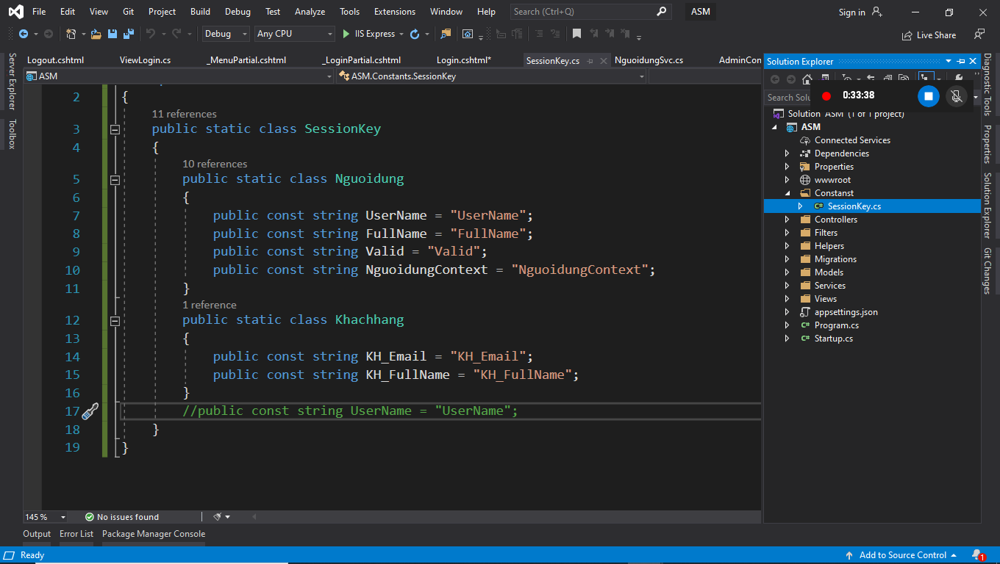 File Edit View Git Project Build Debug Test Analyze Tools Extensions Window Help Search (Ctrl+Q) ASM Sign in
Debug Any CPU IIS Express Live Share
Logout.cshtml ViewLogin.cs _MenuPartial.cshtml _LoginPartial.cshtml Login.cshtml* SessionKey.cs NguoidungSvc.cs AdminCon
ASM ASM.Constants.SessionKey
Server Explorer
Toolbox
2 {
11 references
3 public static class SessionKey
4 {
10 references
5 public static class Nguoidung
6 {
7 public const string UserName = "UserName";
8 public const string FullName = "FullName";
9 public const string Valid = "Valid";
10 public const string NguoidungContext = "NguoidungContext";
11 }
1 reference
12 public static class Khachhang
13 {
14 public const string KH_Email = "KH_Email";
15 public const string KH_FullName = "KH_FullName";
16 }
17 //public const string UserName = "UserName";
18 }
19 }
145 % No issues found
Solution Explorer
Search Solu
0:33:38
Solution 'ASM' (1 of 1 project)
ASM
Connected Services
Dependencies
Properties
wwwroot
Constanst
C# SessionKey.cs
Controllers
Filters
Helpers
Migrations
Models
Services
Views
appsettings.json
C# Program.cs
C# Startup.cs
Diagnostic Tools
Properties
Solution Explorer
Git Changes
Output Error List Package Manager Console
Ready Add to Source Control 1